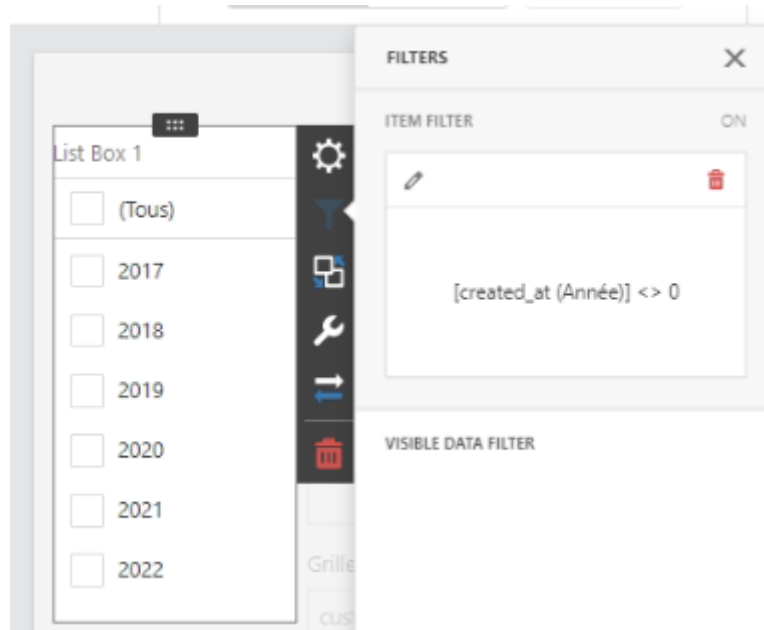 FILTERS
ITEM FILTER ON
List Box 1
(Tous)
2017
[created_at (Année)] <> 0
2018
2019
2020
VISIBLE DATA FILTER
2021
2022
Grille
cus